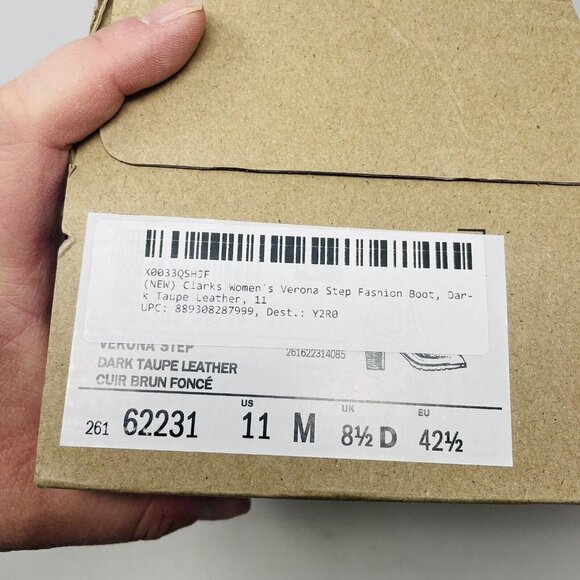 X0033QSHJF
(NEW) Clarks Women's Verona Step Fashion Boot, Dar-
k Taupe Leather, 11
UPC: 889308287999, Dest.: Y2R0
VERONA STEP
261622314085
DARK TAUPE LEATHER
CUIR BRUN FONCÉ
US UK EU
261 62231 11 M 8½ D 42½